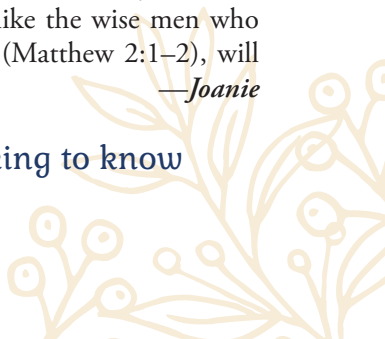 like the wise men who
(Matthew 2:1–2), will
—Joanie
ing to know